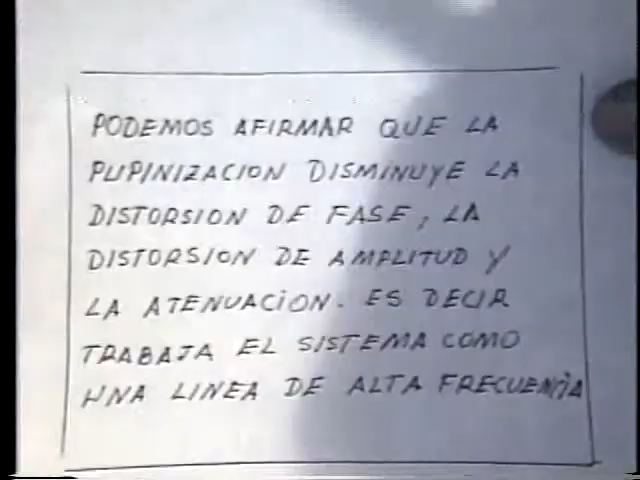 PODEMOS AFIRMAR QUE LA
PUPINIZACION DISMINUYE LA
DISTORSION DE FASE, LA
DISTORSION DE AMPLITUD Y
LA ATENUACION. ES DECIR
TRABAJA EL SISTEMA COMO
UNA LINEA DE ALTA FRECUENCIA